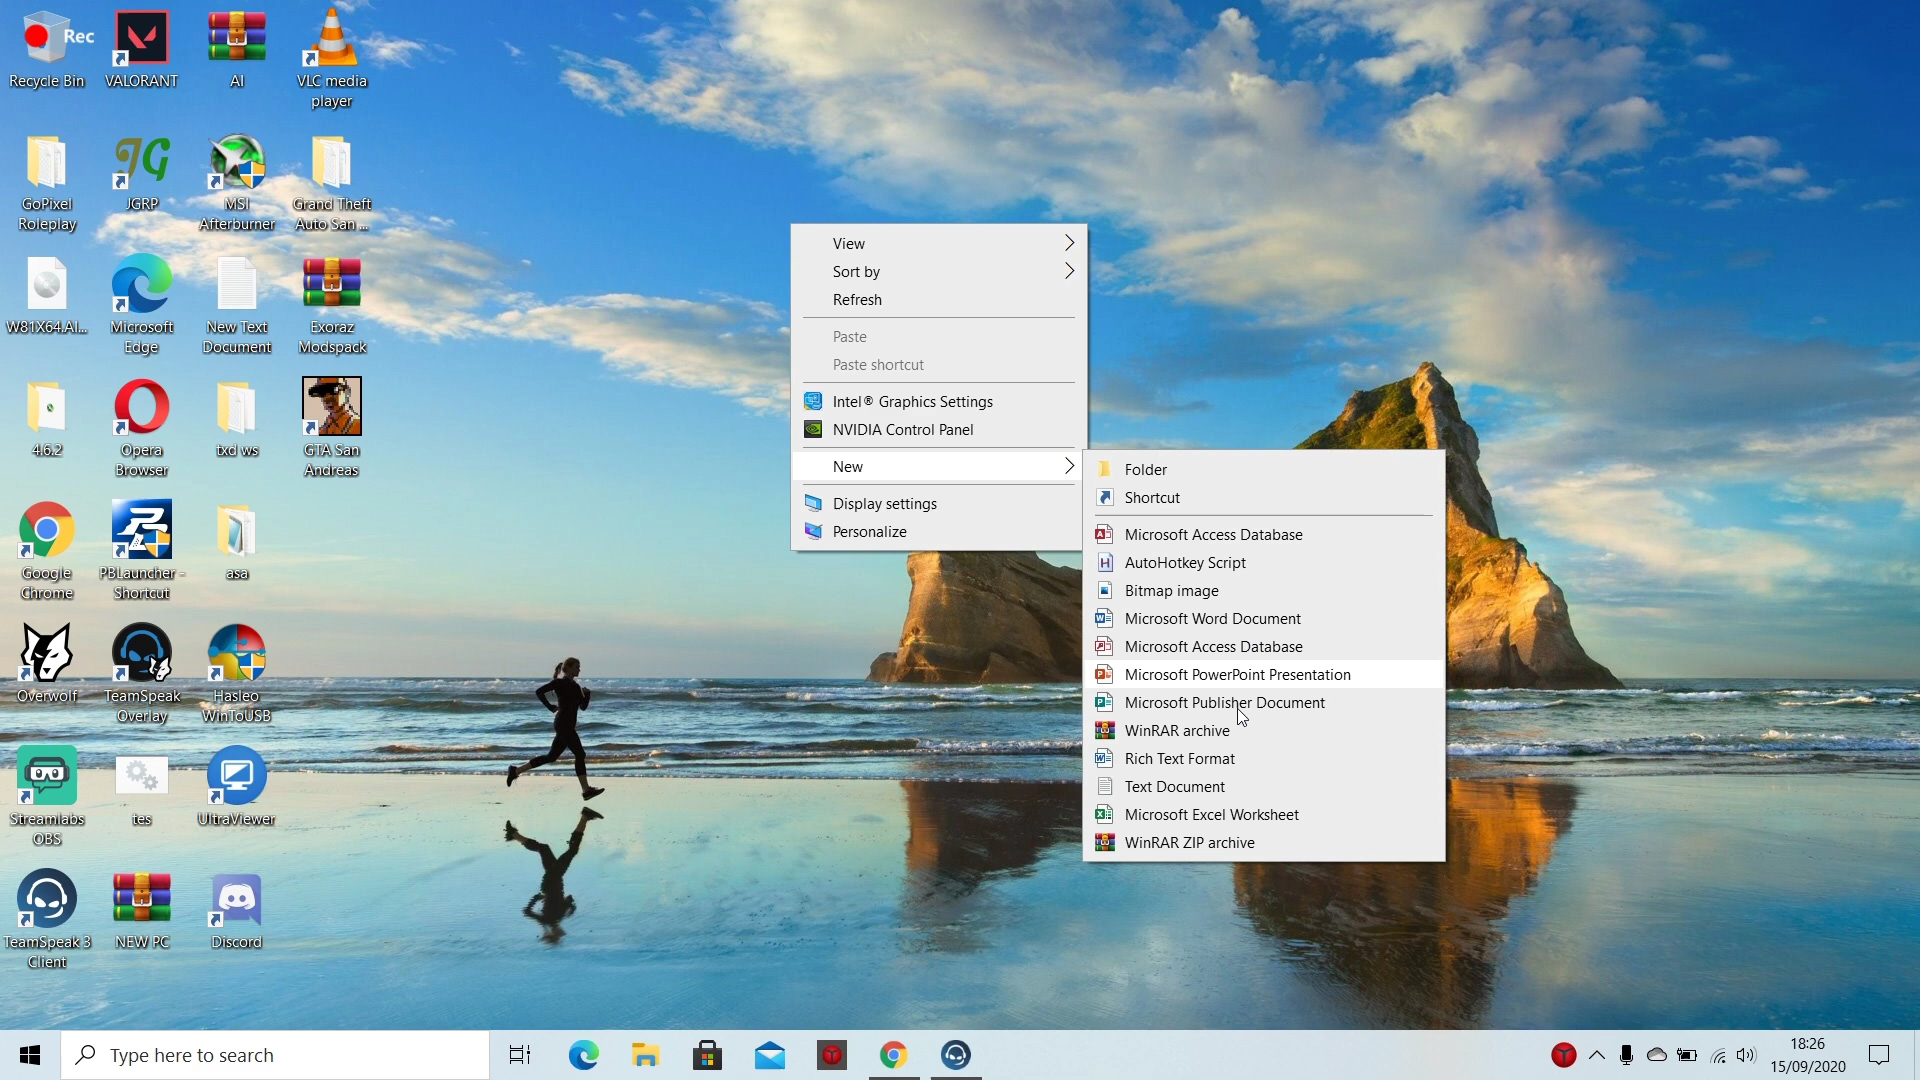 Rec
Recycle Bin
VALORANT
AI
VLC media
player
GoPixel
Roleplay
JGRP
MSI
Afterburner
Grand Theft
Auto San ...
W81X64.AI...
Microsoft
Edge
New Text
Document
Exoraz
Modspack
4.6.2
Opera
Browser
txd ws
GTA San
Andreas
Google
Chrome
PBLauncher -
Shortcut
asa
Overwolf
TeamSpeak
Overlay
Hasleo
WinToUSB
Streamlabs
OBS
tes
UltraViewer
TeamSpeak 3
Client
NEW PC
Discord
View
Sort by
Refresh
Paste
Paste shortcut
Intel® Graphics Settings
NVIDIA Control Panel
New
Display settings
Personalize
Folder
Shortcut
Microsoft Access Database
AutoHotkey Script
Bitmap image
Microsoft Word Document
Microsoft Access Database
Microsoft PowerPoint Presentation
Microsoft Publisher Document
WinRAR archive
Rich Text Format
Text Document
Microsoft Excel Worksheet
WinRAR ZIP archive
Type here to search
18:26
15/09/2020